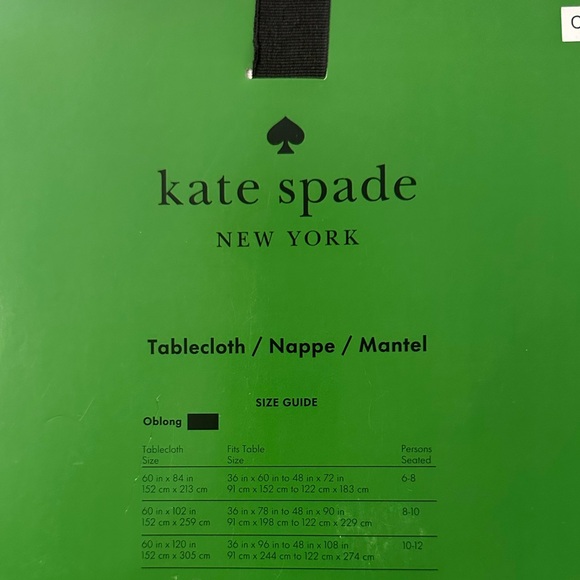 kate spade
NEW YORK
Tablecloth / Nappe / Mantel
SIZE GUIDE
Oblong
Tablecloth Size Fits Table Size Persons Seated
60 in x 84 in 36 in x 60 in to 48 in x 72 in 6-8
152 cm x 213 cm 91 cm x 152 cm to 122 cm x 183 cm
60 in x 102 in 36 in x 78 in to 48 in x 90 in 8-10
152 cm x 259 cm 91 cm x 198 cm to 122 cm x 229 cm
60 in x 120 in 36 in x 96 in to 48 in x 108 in 10-12
152 cm x 305 cm 91 cm x 244 cm to 122 cm x 274 cm